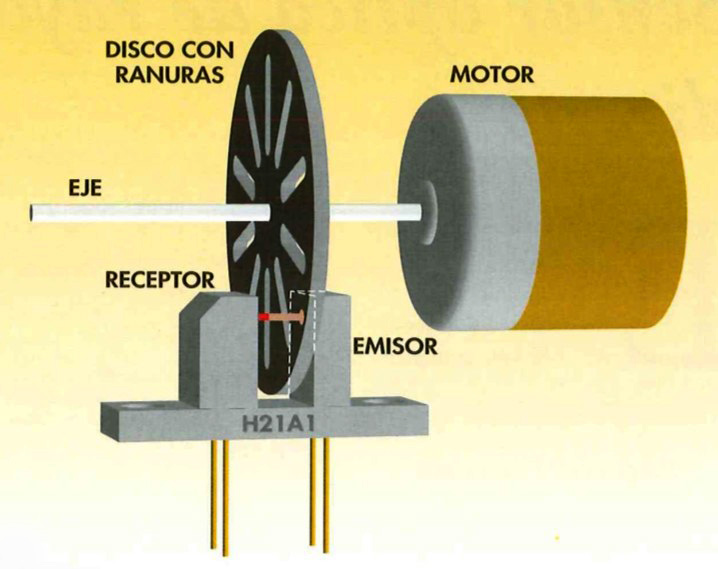 DISCO CON
RANURAS
MOTOR
EJE
RECEPTOR
EMISOR
H21A1